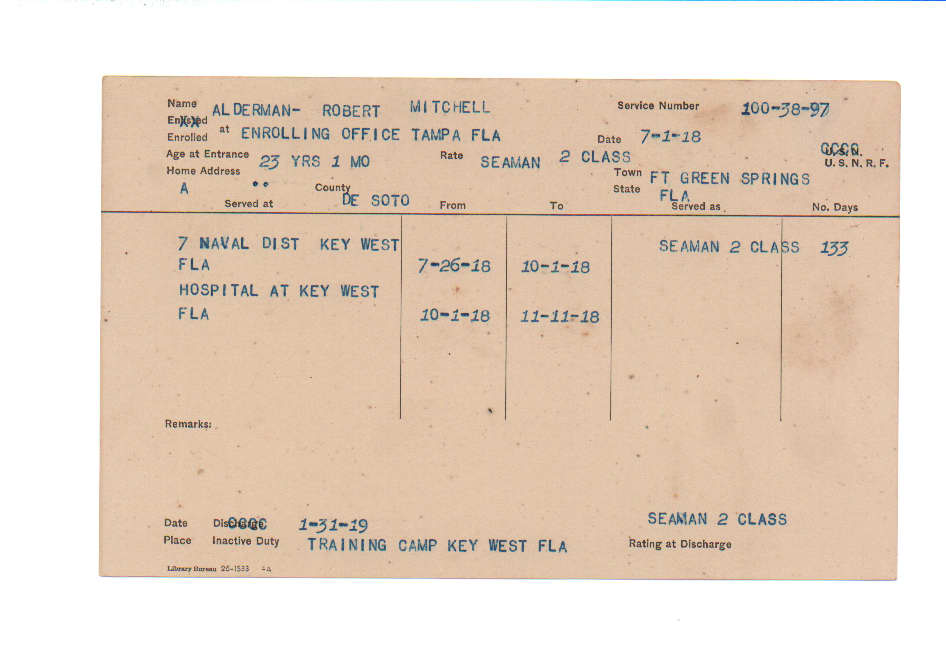 Name ALDERMAN- ROBERT MITCHELL Service Number 100-38-97
Enlisted
Enrolled at ENROLLING OFFICE TAMPA FLA Date 7-1-18
Age at Entrance 23 YRS 1 MO Rate SEAMAN 2 CLASS U.S.N.
U. S. N. R. F.
Home Address A " County DE SOTO Town FT GREEN SPRINGS
State FLA
Served at From To Served as No. Days
7 NAVAL DIST KEY WEST SEAMAN 2 CLASS 133
FLA 7-26-18 10-1-18
HOSPITAL AT KEY WEST
FLA 10-1-18 11-11-18
Remarks:
Date Discharge 1-31-19 SEAMAN 2 CLASS
Place Inactive Duty TRAINING CAMP KEY WEST FLA Rating at Discharge
Library Bureau 26-1533